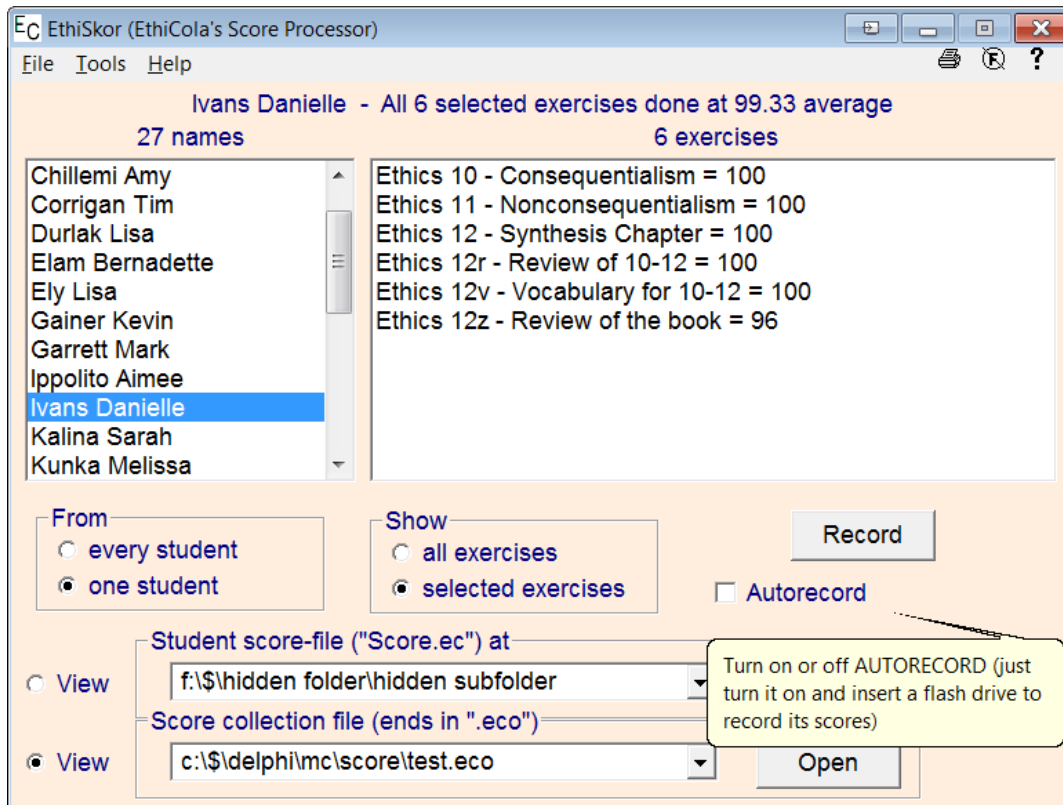 EC EthiSkor (EthiCola's Score Processor)
File Tools Help
Ivans Danielle - All 6 selected exercises done at 99.33 average
27 names
6 exercises
Chillemi Amy
Corrigan Tim
Durlak Lisa
Elam Bernadette
Ely Lisa
Gainer Kevin
Garrett Mark
Ippolito Aimee
Ivans Danielle
Kalina Sarah
Kunka Melissa
Ethics 10 - Consequentialism = 100
Ethics 11 - Nonconsequentialism = 100
Ethics 12 - Synthesis Chapter = 100
Ethics 12r - Review of 10-12 = 100
Ethics 12v - Vocabulary for 10-12 = 100
Ethics 12z - Review of the book = 96
From
every student
one student
Show
all exercises
selected exercises
Record
Autorecord
Student score-file ("Score.ec") at
View
f:\$\hidden folder\hidden subfolder
Turn on or off AUTORECORD (just
turn it on and insert a flash drive to
record its scores)
Score collection file (ends in ".eco")
View
c:\$\delphi\mc\score\test.eco
Open